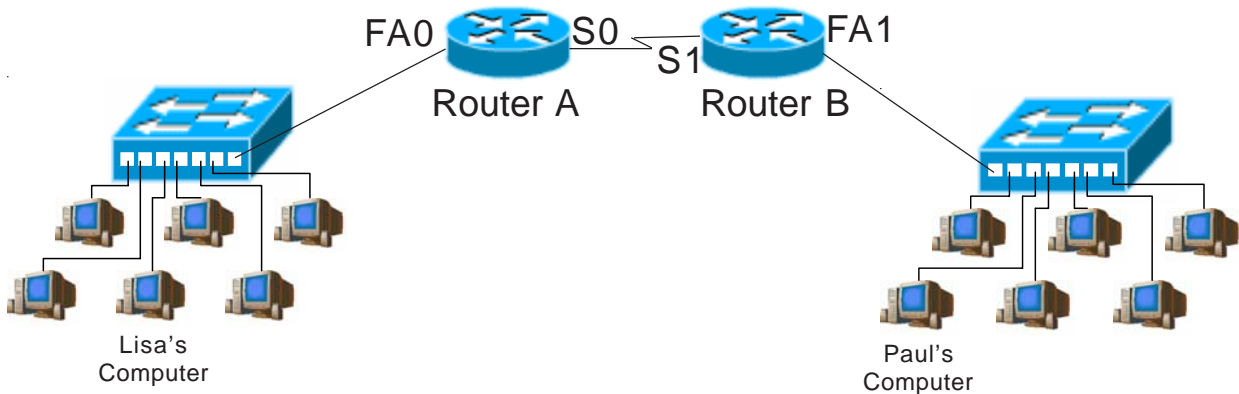 FA0
S0
S1
FA1
Router A
Router B
Lisa's
Computer
Paul's
Computer